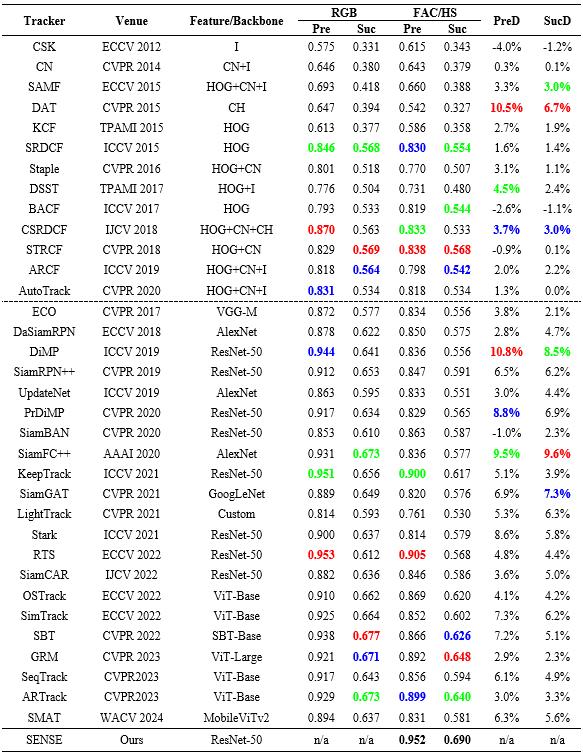 Tracker Venue Feature/Backbone RGB FAC/HS PreD SucD
Pre Suc Pre Suc
CSK ECCV 2012 I 0.575 0.331 0.615 0.343 -4.0% -1.2%
CN CVPR 2014 CN+I 0.646 0.380 0.643 0.379 0.3% 0.1%
SAMF ECCV 2015 HOG+CN+I 0.693 0.418 0.660 0.388 3.3% 3.0%
DAT CVPR 2015 CH 0.647 0.394 0.542 0.327 10.5% 6.7%
KCF TPAMI 2015 HOG 0.613 0.377 0.586 0.358 2.7% 1.9%
SRDCF ICCV 2015 HOG 0.846 0.568 0.830 0.554 1.6% 1.4%
Staple CVPR 2016 HOG+CN 0.801 0.518 0.770 0.507 3.1% 1.1%
DSST TPAMI 2017 HOG+I 0.776 0.504 0.731 0.480 4.5% 2.4%
BACF ICCV 2017 HOG 0.793 0.533 0.819 0.544 -2.6% -1.1%
CSRDCF IJCV 2018 HOG+CN+CH 0.870 0.563 0.833 0.533 3.7% 3.0%
STRCF CVPR 2018 HOG+CN 0.829 0.569 0.838 0.568 -0.9% 0.1%
ARCF ICCV 2019 HOG+CN+I 0.818 0.564 0.798 0.542 2.0% 2.2%
AutoTrack CVPR 2020 HOG+CN+I 0.831 0.534 0.818 0.534 1.3% 0.0%
ECO CVPR 2017 VGG-M 0.872 0.577 0.834 0.556 3.8% 2.1%
DaSiamRPN ECCV 2018 AlexNet 0.878 0.622 0.850 0.575 2.8% 4.7%
DiMP ICCV 2019 ResNet-50 0.944 0.641 0.836 0.556 10.8% 8.5%
SiamRPN++ CVPR 2019 ResNet-50 0.912 0.653 0.847 0.591 6.5% 6.2%
UpdateNet ICCV 2019 AlexNet 0.863 0.595 0.833 0.551 3.0% 4.4%
PrDiMP CVPR 2020 ResNet-50 0.917 0.634 0.829 0.565 8.8% 6.9%
SiamBAN CVPR 2020 ResNet-50 0.853 0.610 0.863 0.587 -1.0% 2.3%
SiamFC++ AAAI 2020 AlexNet 0.931 0.673 0.836 0.577 9.5% 9.6%
KeepTrack ICCV 2021 ResNet-50 0.951 0.656 0.900 0.617 5.1% 3.9%
SiamGAT CVPR 2021 GoogLeNet 0.889 0.649 0.820 0.576 6.9% 7.3%
LightTrack CVPR 2021 Custom 0.814 0.593 0.761 0.530 5.3% 6.3%
Stark ICCV 2021 ResNet-50 0.900 0.637 0.814 0.579 8.6% 5.8%
RTS ECCV 2022 ResNet-50 0.953 0.612 0.905 0.568 4.8% 4.4%
SiamCAR IJCV 2022 ResNet-50 0.882 0.636 0.846 0.586 3.6% 5.0%
OSTrack ECCV 2022 ViT-Base 0.910 0.662 0.869 0.620 4.1% 4.2%
SimTrack ECCV 2022 ViT-Base 0.925 0.664 0.852 0.602 7.3% 6.2%
SBT CVPR 2022 SBT-Base 0.938 0.677 0.866 0.626 7.2% 5.1%
GRM CVPR 2023 ViT-Large 0.921 0.671 0.892 0.648 2.9% 2.3%
SeqTrack CVPR2023 ViT-Base 0.917 0.643 0.856 0.594 6.1% 4.9%
ARTrack CVPR2023 ViT-Base 0.929 0.673 0.899 0.640 3.0% 3.3%
SMAT WACV 2024 MobileViTv2 0.894 0.637 0.831 0.581 6.3% 5.6%
SENSE Ours ResNet-50 n/a n/a 0.952 0.690 n/a n/a